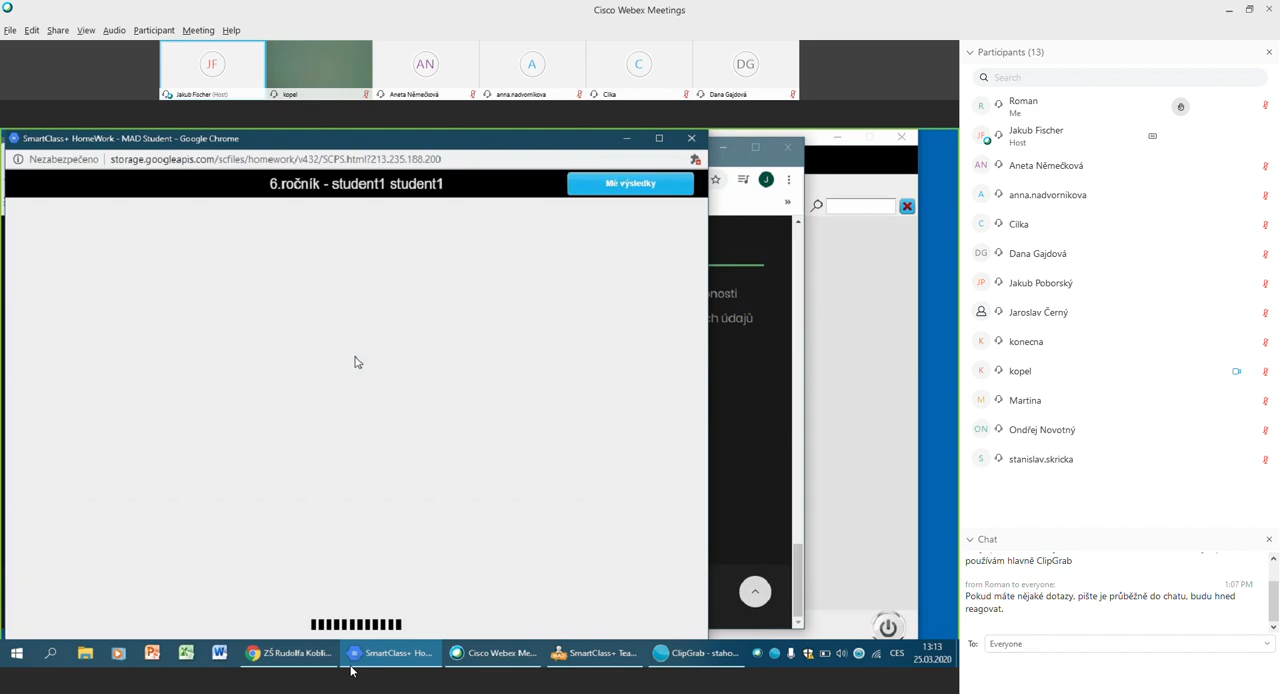 Cisco Webex Meetings
File Edit Share View Audio Participant Meeting Help
JF
AN
A
C
DG
Jakub Fischer (Host)
kopel
Aneta Němečková
anna.nadvornikova
Cilka
Dana Gajdová
Participants (13)
Search
R
Roman
Me
JF
Jakub Fischer
Host
AN Aneta Němečková
A anna.nadvornikova
C Cilka
DG Dana Gajdová
JP Jakub Poborský
Jaroslav Černý
K konecna
K kopel
M Martina
ON Ondřej Novotný
S stanislav.skricka
Chat
používám hlavně ClipGrab
from Roman to everyone: 1:07 PM
Pokud máte nějaké dotazy, pište je průběžně do chatu, budu hned
reagovat.
To: Everyone
SmartClass+ HomeWork - MAD Student - Google Chrome
Nezabezpečeno storage.googleapis.com/scfiles/homework/v432/SCPS.html?213.235.188.200
6.ročník - student1 student1
Mé výsledky
J
»
nosti
ch údajů
ZŠ Rudolfa Kobli...
SmartClass+ Ho...
Cisco Webex Me...
SmartClass+ Tea...
ClipGrab - staho...
CES
13:13
25.03.2020